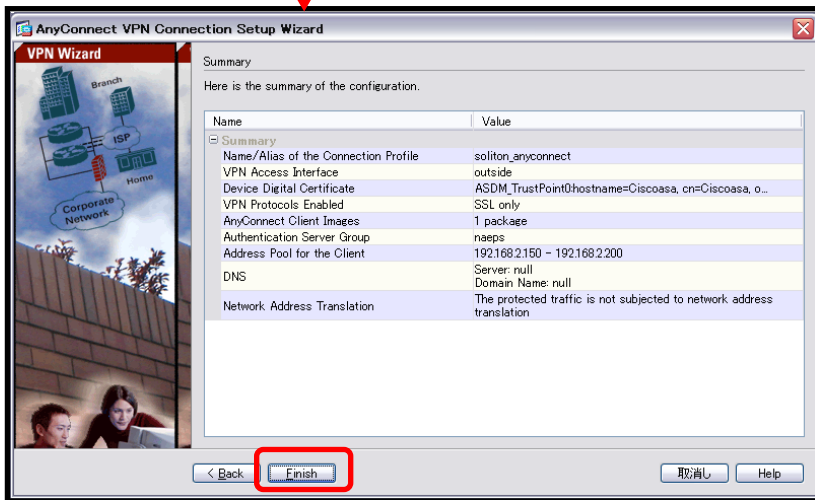 AnyConnect VPN Connection Setup Wizard
VPN Wizard
Branch
ISP
Home
Corporate
Network
Summary
Here is the summary of the configuration.
Name Value
Summary
Name/Alias of the Connection Profile soliton_anyconnect
VPN Access Interface outside
Device Digital Certificate ASDM_TrustPoint0:hostname=Ciscoasa, cn=Ciscoasa, o...
VPN Protocols Enabled SSL only
AnyConnect Client Images 1 package
Authentication Server Group naeps
Address Pool for the Client 192.168.2.150 - 192.168.2.200
DNS Server: null
Domain Name: null
Network Address Translation The protected traffic is not subjected to network address
translation
< Back Finish 取消し Help